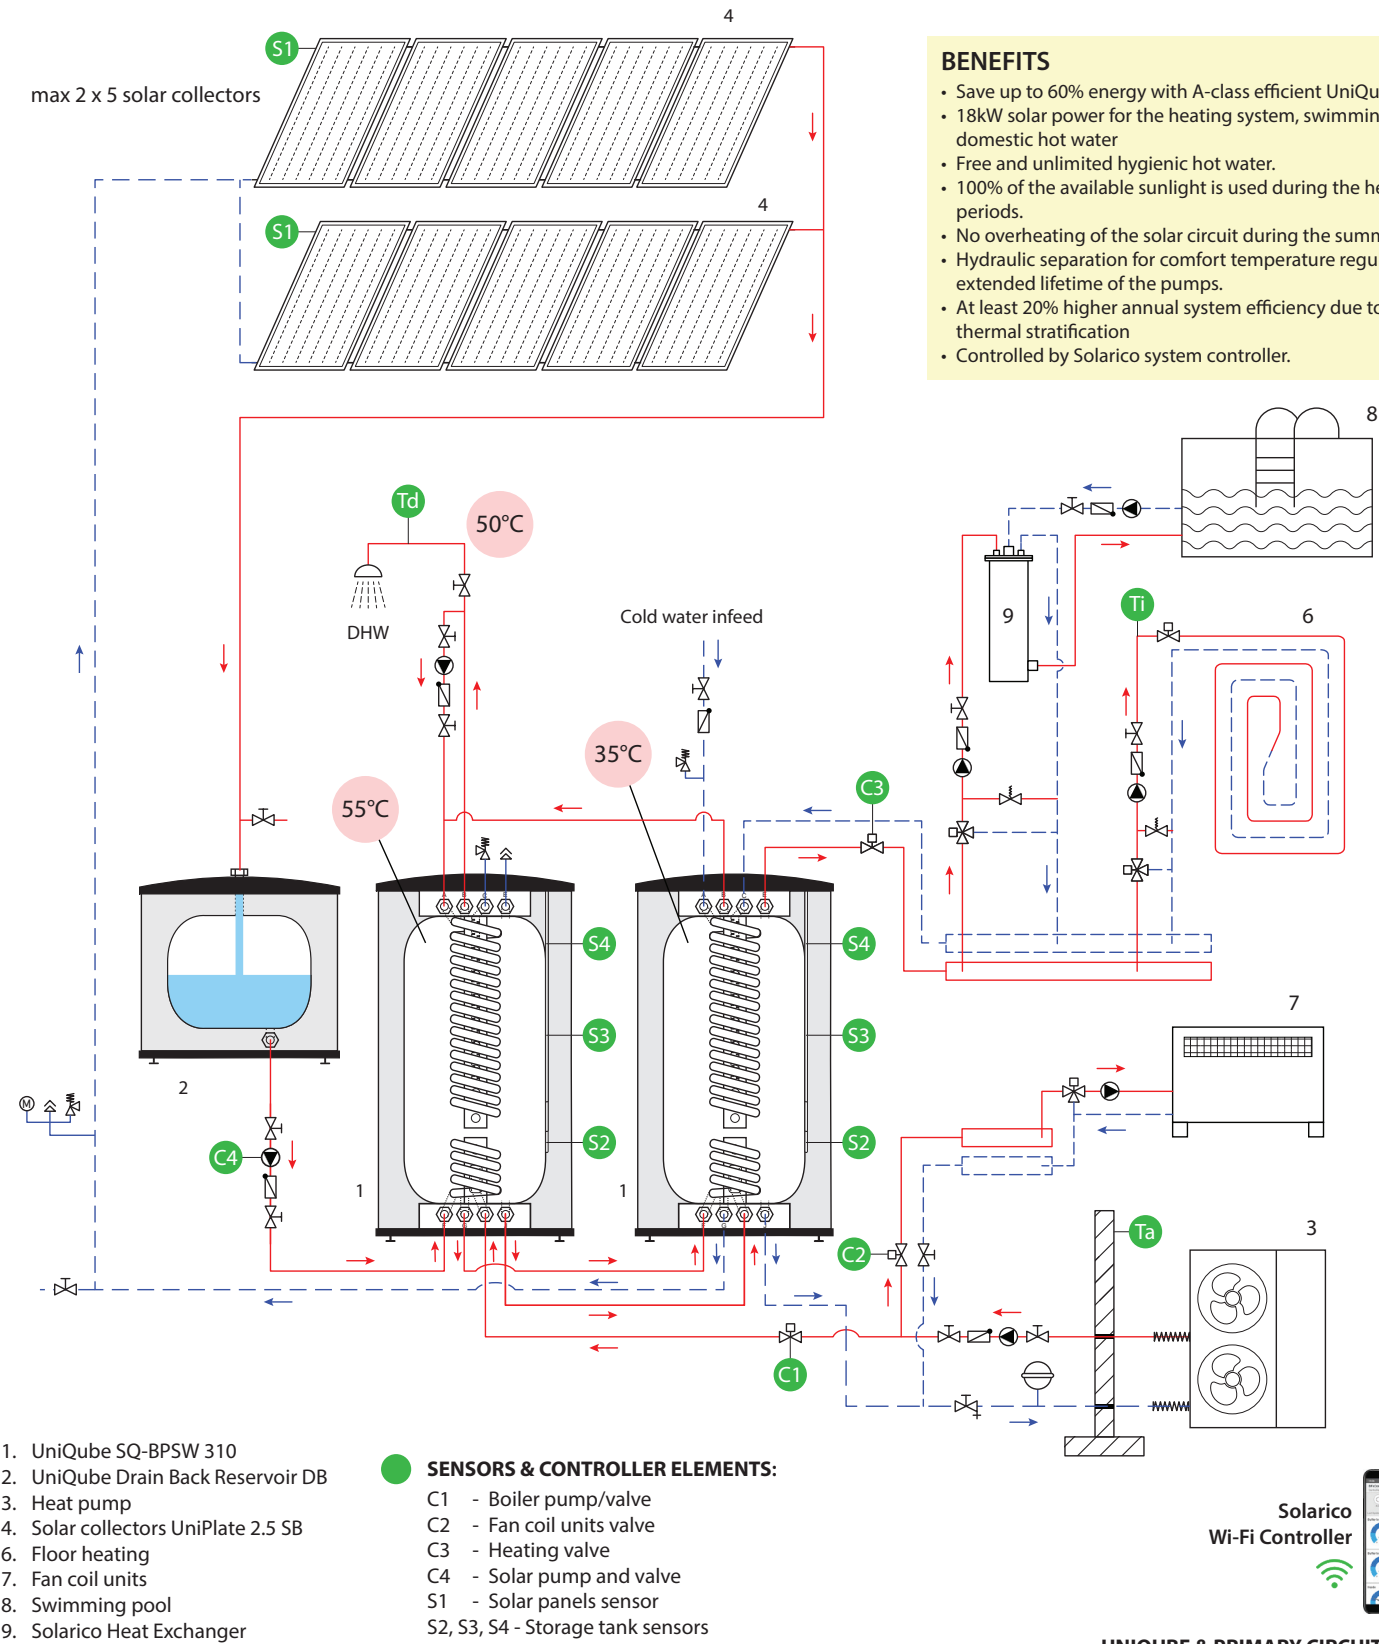 4
S1
max 2 x 5 solar collectors
4
S1
BENEFITS
• Save up to 60% energy with A-class efficient UniQu
• 18kW solar power for the heating system, swimmin
domestic hot water
• Free and unlimited hygienic hot water.
• 100% of the available sunlight is used during the he
periods.
• No overheating of the solar circuit during the summ
• Hydraulic separation for comfort temperature regu
extended lifetime of the pumps.
• At least 20% higher annual system efficiency due to
thermal stratification
• Controlled by Solarico system controller.
8
Td
50°C
DHW
Cold water infeed
9
Ti
6
35°C
55°C
C3
S4
S4
S3
S3
S2
S2
2
M
C4
1
1
7
C2
Ta
3
C1
1. UniQube SQ-BPSW 310
2. UniQube Drain Back Reservoir DB
3. Heat pump
4. Solar collectors UniPlate 2.5 SB
6. Floor heating
7. Fan coil units
8. Swimming pool
9. Solarico Heat Exchanger
SENSORS & CONTROLLER ELEMENTS:
C1 - Boiler pump/valve
C2 - Fan coil units valve
C3 - Heating valve
C4 - Solar pump and valve
S1 - Solar panels sensor
S2, S3, S4 - Storage tank sensors
Solarico
Wi-Fi Controller
UNIQUBE & PRIMARY CIRCUIT